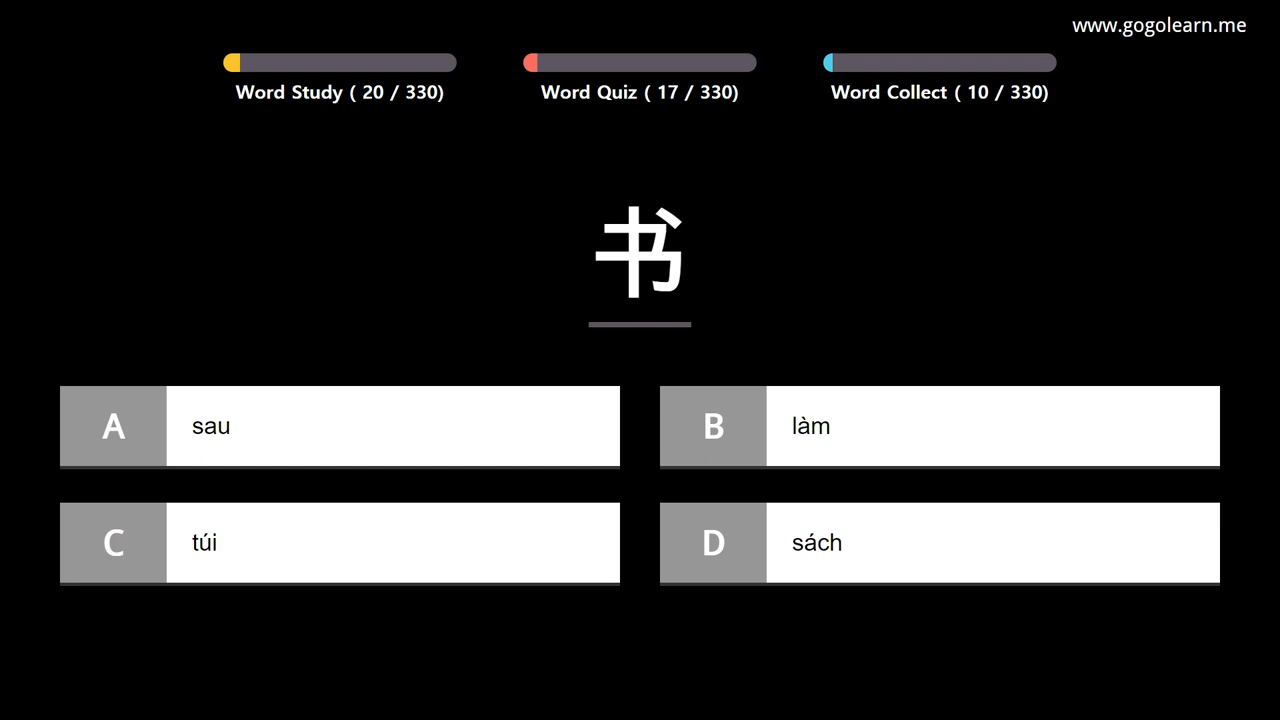 www.gogolearn.me
Word Study ( 20 / 330)
Word Quiz ( 17 / 330)
Word Collect ( 10 / 330)
书
A sau
B làm
C túi
D sách